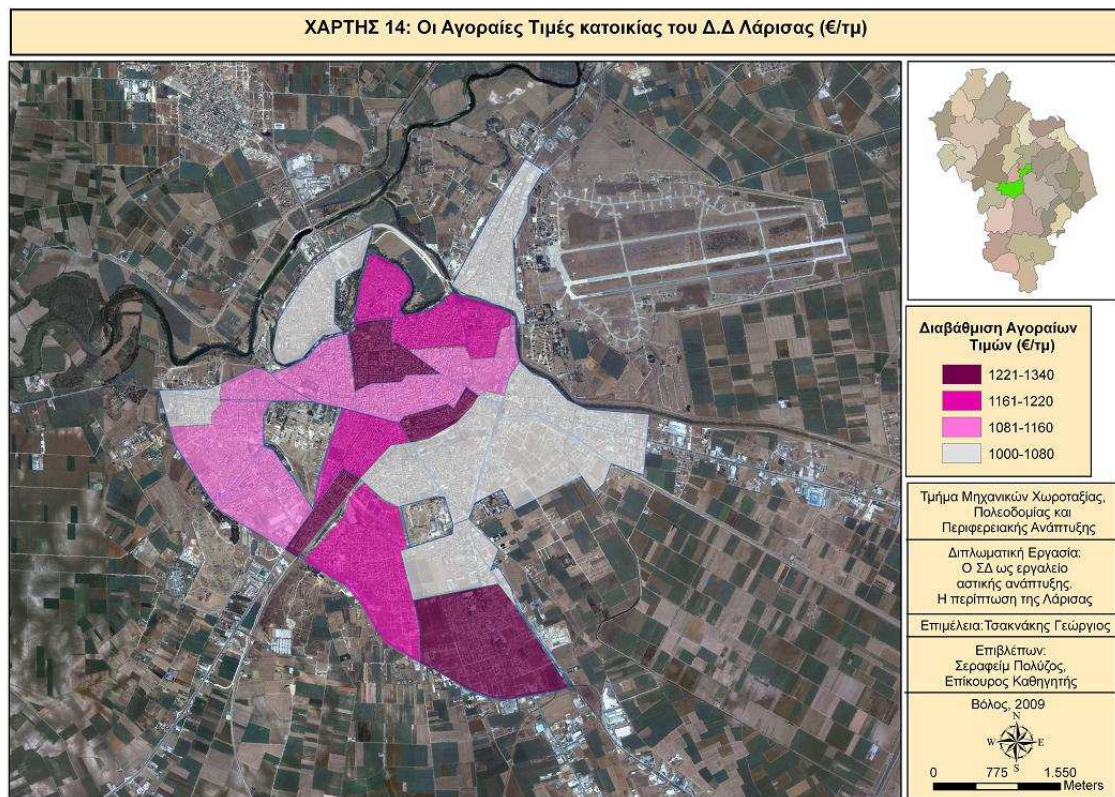 ΧΑΡΤΗΣ 14: Οι Αγοραίες Τιμές κατοικίας του Δ.Δ Λάρισας (€/τμ)
Διαβάθμιση Αγοραίων
Τιμών (€/τμ)
1221-1340
1161-1220
1081-1160
1000-1080
Τμήμα Μηχανικών Χωροταξίας,
Πολεοδομίας και
Περιφερειακής Ανάπτυξης
Διπλωματική Εργασία:
Ο ΣΔ ως εργαλείο
αστικής ανάπτυξης.
Η περίπτωση της Λάρισας
Επιμέλεια:Τσακνάκης Γεώργιος
Επιβλέπων:
Σεραφείμ Πολύζος,
Επίκουρος Καθηγητής
Βόλος, 2009
N
W E
S
0 775 1.550
Meters